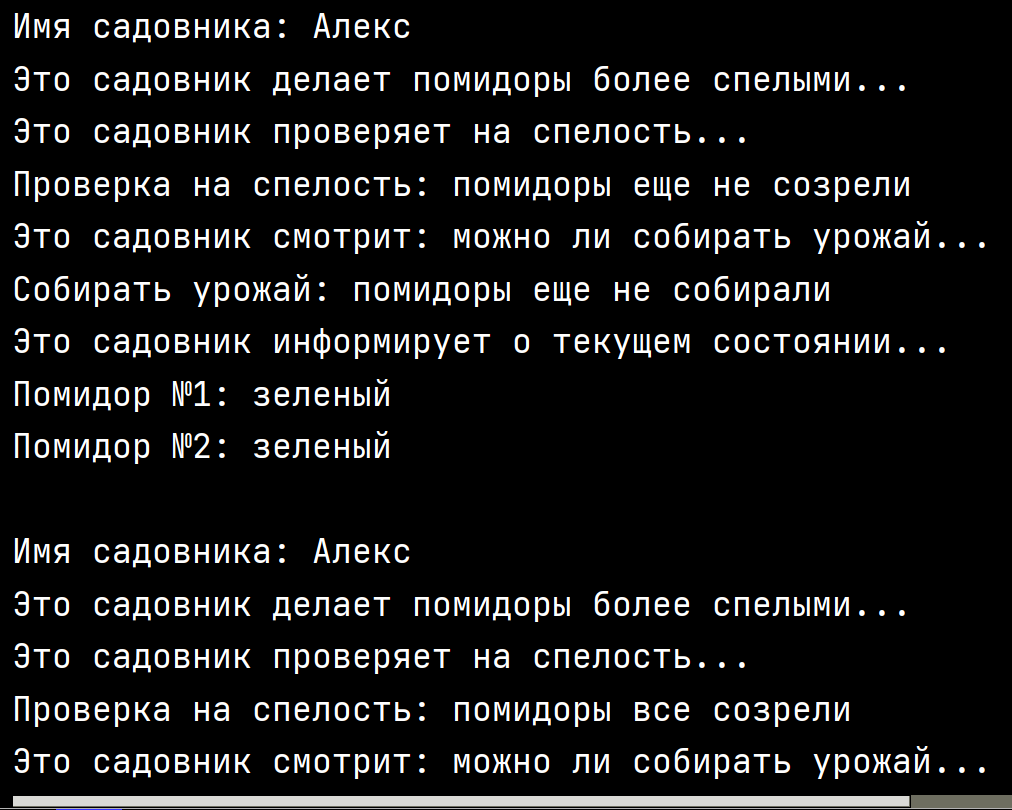 Имя садовника: Алекс
Это садовник делает помидоры более спелыми...
Это садовник проверяет на спелость...
Проверка на спелость: помидоры еще не созрели
Это садовник смотрит: можно ли собирать урожай...
Собирать урожай: помидоры еще не собирали
Это садовник информирует о текущем состоянии...
Помидор №1: зеленый
Помидор №2: зеленый
Имя садовника: Алекс
Это садовник делает помидоры более спелыми...
Это садовник проверяет на спелость...
Проверка на спелость: помидоры все созрели
Это садовник смотрит: можно ли собирать урожай...